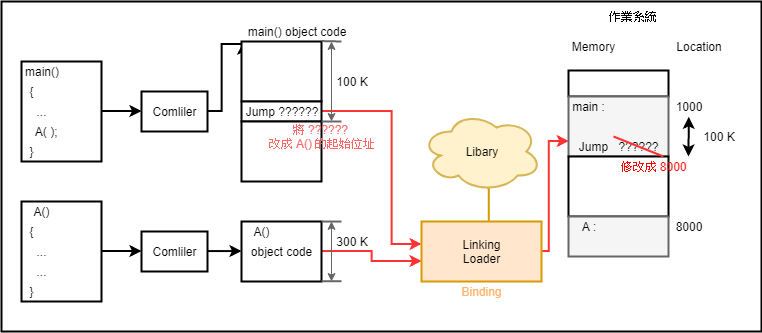 作業系統
main() object code
Memory
Location
main()
{
...
A( );
}
Comliler
100 K
Jump ??????
將 ??????
改成 A() 的起始位址
Libary
main :
1000
100 K
Jump ??????
修改成 8000
A()
{
...
...
}
Comliler
A()
object code
300 K
Linking
Loader
Binding
A :
8000